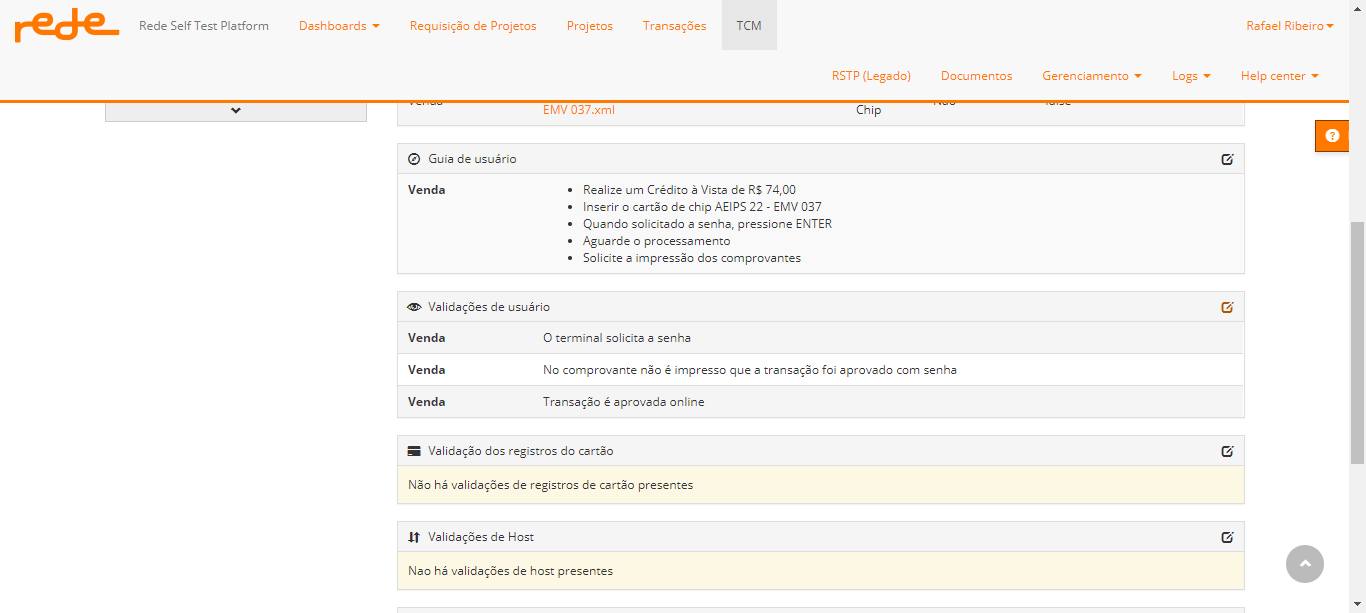 rede Rede Self Test Platform Dashboards Requisição de Projetos Projetos Transações TCM Rafael Ribeiro
RSTP (Legado) Documentos Gerenciamento Logs Help center
EMV 037.xml Chip
Guia de usuário
Venda
Realize um Crédito à Vista de R$ 74,00
Inserir o cartão de chip AEIPS 22 - EMV 037
Quando solicitado a senha, pressione ENTER
Aguarde o processamento
Solicite a impressão dos comprovantes
Validações de usuário
Venda O terminal solicita a senha
Venda No comprovante não é impresso que a transação foi aprovado com senha
Venda Transação é aprovada online
Validação dos registros do cartão
Não há validações de registros de cartão presentes
Validações de Host
Nao há validações de host presentes